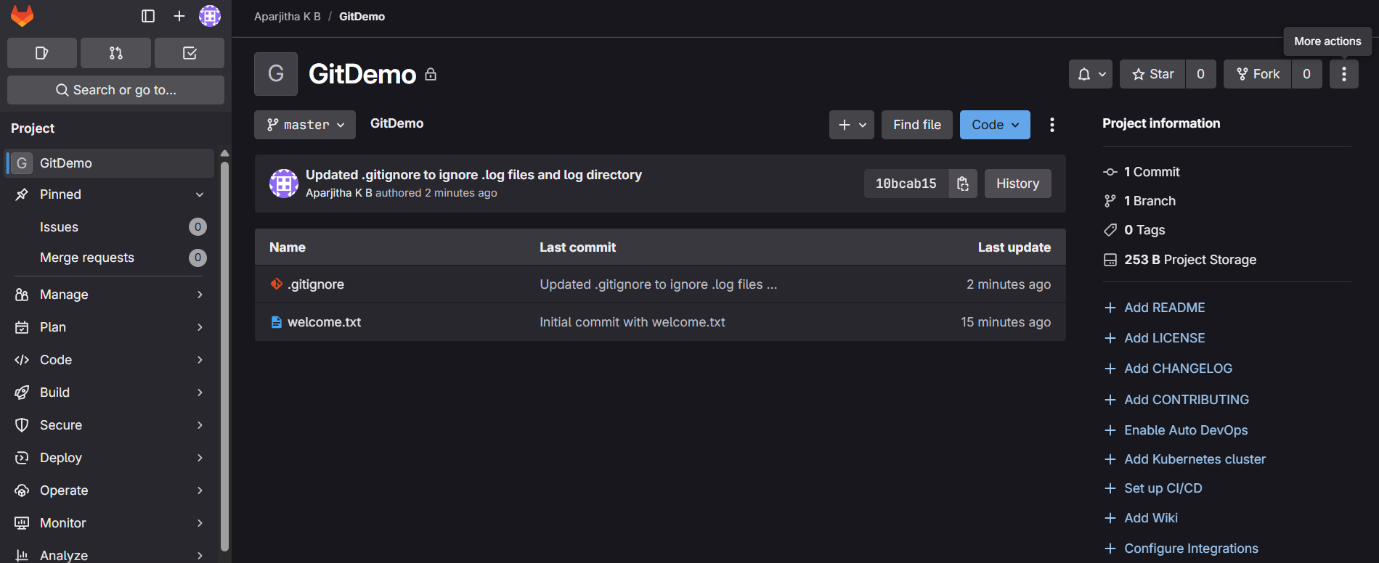 Aparjitha K B / GitDemo
More actions
G GitDemo
Star 0 Fork 0
Search or go to...
master GitDemo
Find file Code
Project
G GitDemo
Pinned
Issues 0
Merge requests 0
Manage
Plan
Code
Build
Secure
Deploy
Operate
Monitor
Analyze
Updated .gitignore to ignore .log files and log directory
Aparjitha K B authored 2 minutes ago
10bcab15 History
Name Last commit Last update
.gitignore Updated .gitignore to ignore .log files ... 2 minutes ago
welcome.txt Initial commit with welcome.txt 15 minutes ago
Project information
1 Commit
1 Branch
0 Tags
253 B Project Storage
Add README
Add LICENSE
Add CHANGELOG
Add CONTRIBUTING
Enable Auto DevOps
Add Kubernetes cluster
Set up CI/CD
Add Wiki
Configure Integrations